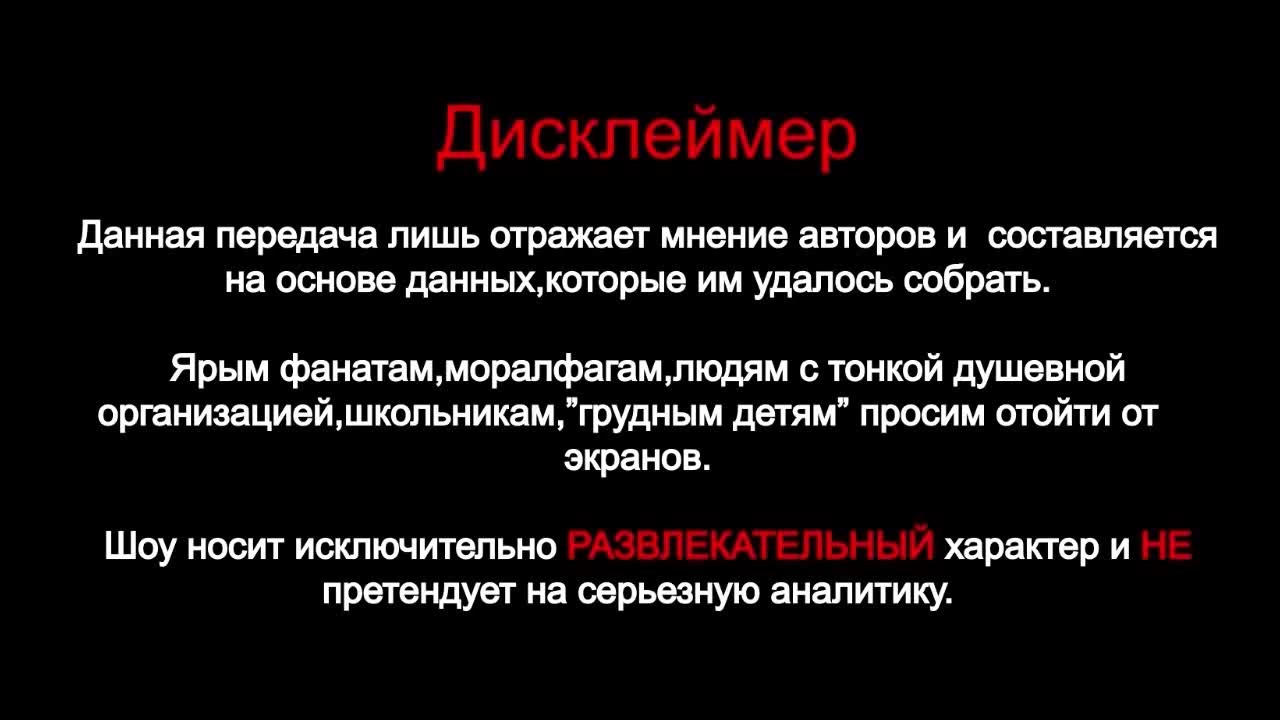 Дисклеймер
Данная передача лишь отражает мнение авторов и  составляется
на основе данных,которые им удалось собрать.
Ярым фанатам,моралфагам,людям с тонкой душевной
организацией,школьникам,”грудным детям” просим отойти от
экранов.
Шоу носит исключительно РАЗВЛЕКАТЕЛЬНЫЙ характер и НЕ
претендует на серьезную аналитику.